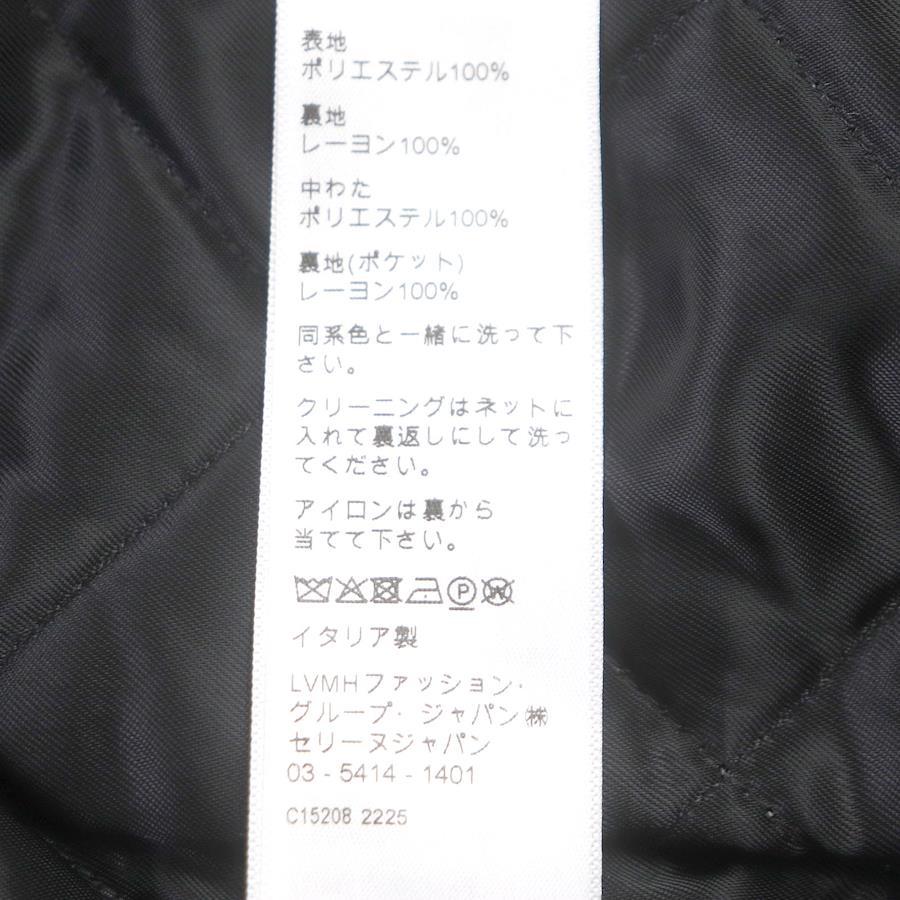 表地
ポリエステル100%
裏地
レーヨン100%
中わた
ポリエステル100%
裏地(ポケット)
レーヨン100%
同系色と一緒に洗って下
さい。
クリーニングはネットに
入れて裏返しにして洗っ
てください。
アイロンは裏から
当てて下さい。
P W
イタリア製
LVMHファッション・
グループ・ジャパン㈱
セリーヌジャパン
03 - 5414 - 1401
C15208 2225